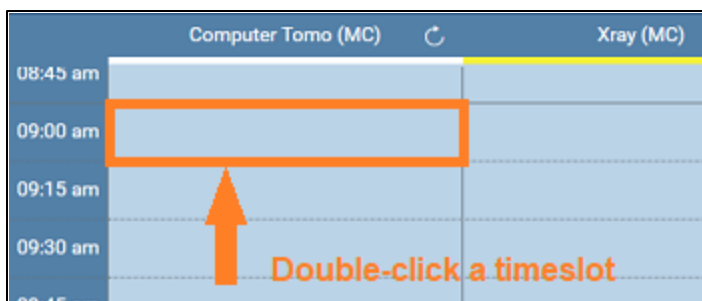 Computer Tomo (MC) Xray (MC)
08:45 am
09:00 am
09:15 am
09:30 am
Double-click a timeslot